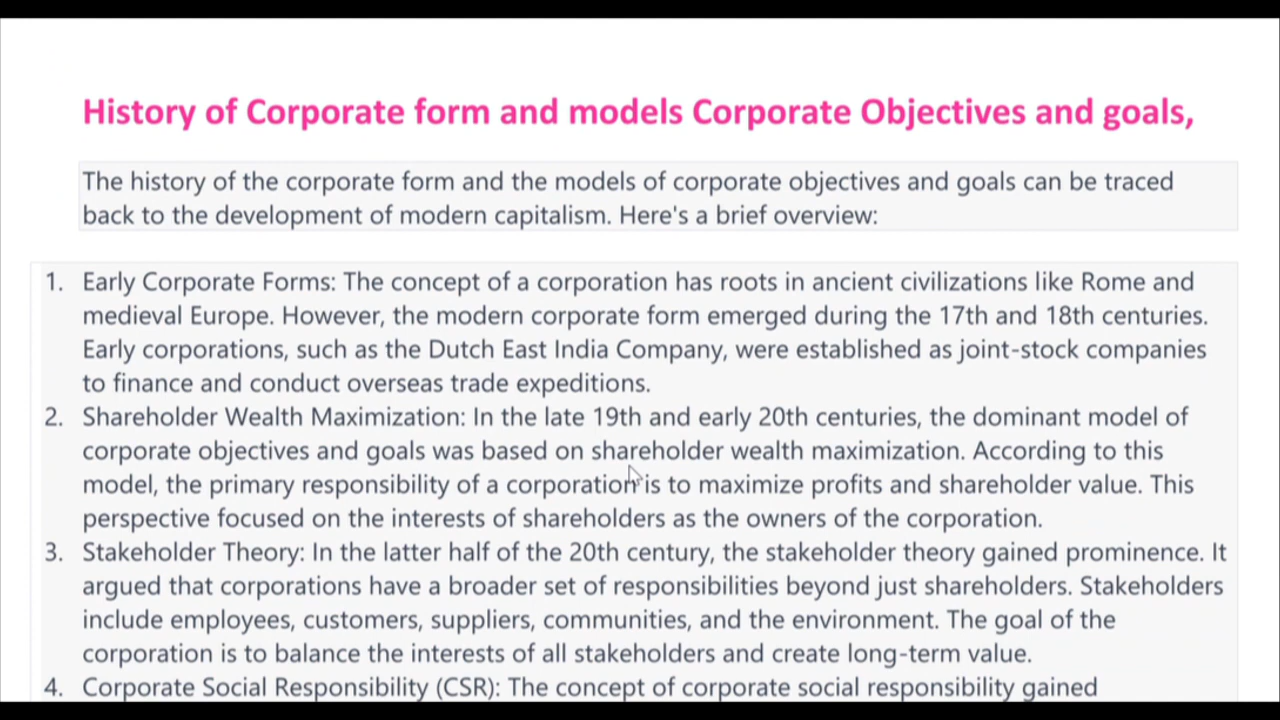 History of Corporate form and models Corporate Objectives and goals,
The history of the corporate form and the models of corporate objectives and goals can be traced
back to the development of modern capitalism. Here's a brief overview:
1. Early Corporate Forms: The concept of a corporation has roots in ancient civilizations like Rome and
medieval Europe. However, the modern corporate form emerged during the 17th and 18th centuries.
Early corporations, such as the Dutch East India Company, were established as joint-stock companies
to finance and conduct overseas trade expeditions.
2. Shareholder Wealth Maximization: In the late 19th and early 20th centuries, the dominant model of
corporate objectives and goals was based on shareholder wealth maximization. According to this
model, the primary responsibility of a corporation is to maximize profits and shareholder value. This
perspective focused on the interests of shareholders as the owners of the corporation.
3. Stakeholder Theory: In the latter half of the 20th century, the stakeholder theory gained prominence. It
argued that corporations have a broader set of responsibilities beyond just shareholders. Stakeholders
include employees, customers, suppliers, communities, and the environment. The goal of the
corporation is to balance the interests of all stakeholders and create long-term value.
4. Corporate Social Responsibility (CSR): The concept of corporate social responsibility gained